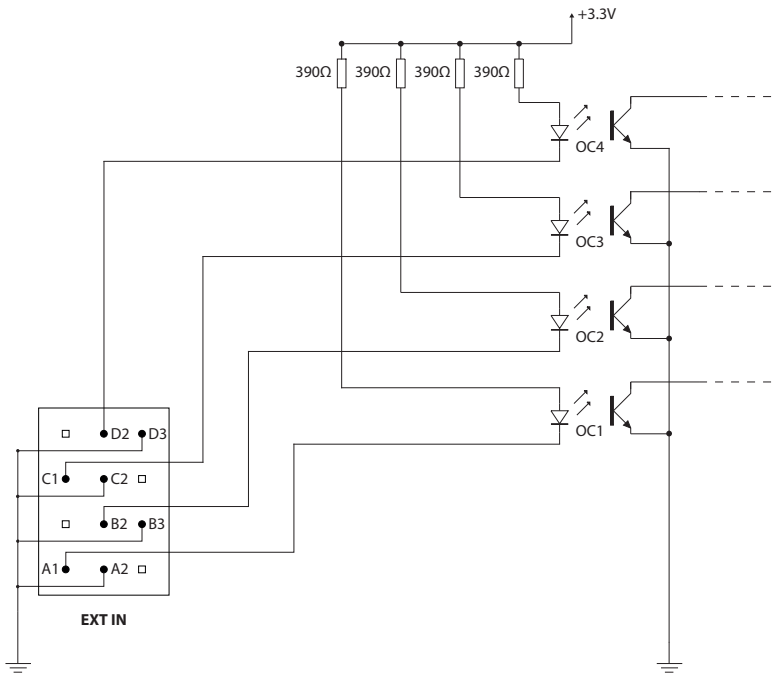 +3.3V
390Ω 390Ω 390Ω 390Ω
OC4
OC3
OC2
OC1
D2 D3
C1 C2
B2 B3
A1 A2
EXT IN